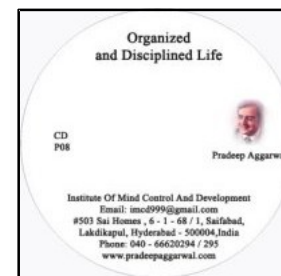 Organized
and Disciplined Life
CD
P08
Pradeep Aggarwa
Institute Of Mind Control And Development
Email: imcd999@gmail.com
#503 Sai Homes , 6 - 1 - 68 / 1, Saifabad,
Lakdikapul, Hyderabad - 500004,India
Phone: 040 - 66620294 / 295
www.pradeepaggarwal.com